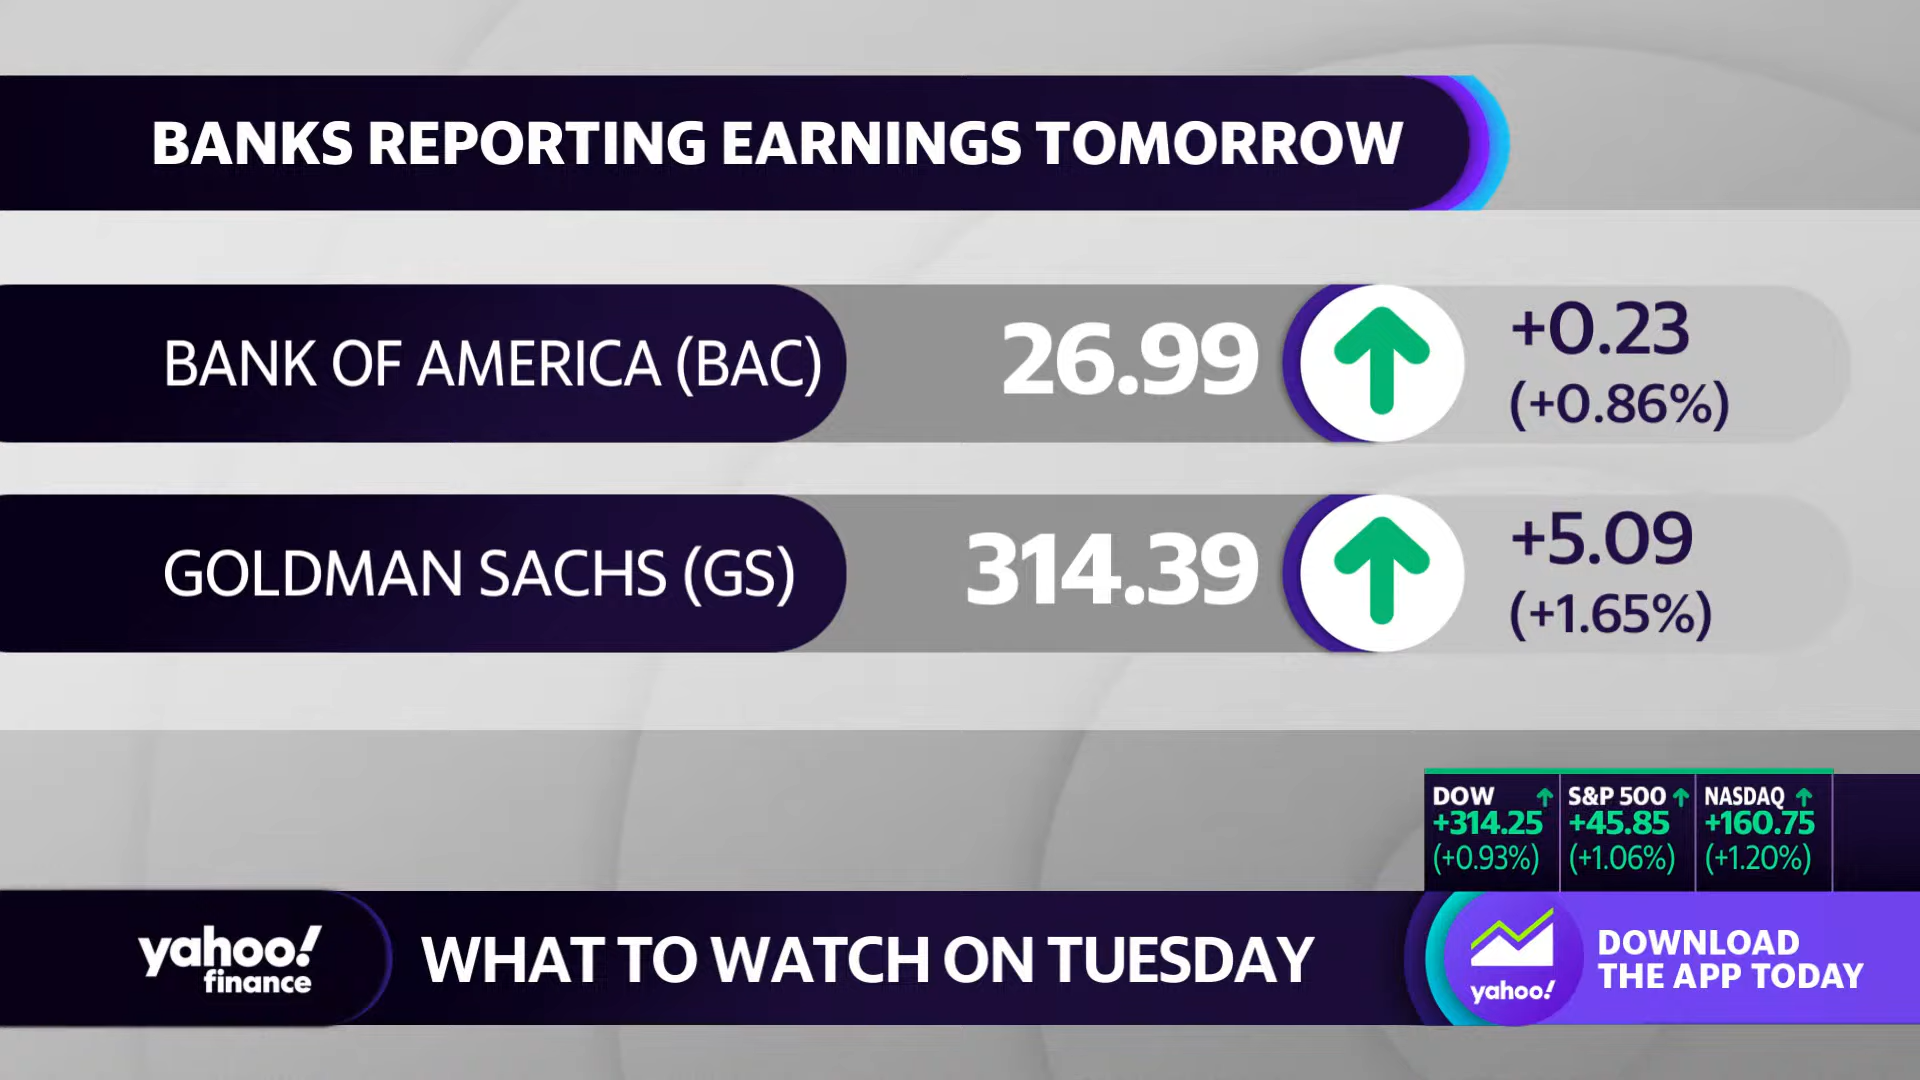 BANKS REPORTING EARNINGS TOMORROW
BANK OF AMERICA (BAC) 26.99 +0.23
(+0.86%)
GOLDMAN SACHS (GS) 314.39 +5.09
(+1.65%)
DOW S&P 500 NASDAQ
+314.25 +45.85 +160.75
(+0.93%) (+1.06%) (+1.20%)
yahoo!
finance
WHAT TO WATCH ON TUESDAY
yahoo!
DOWNLOAD
THE APP TODAY